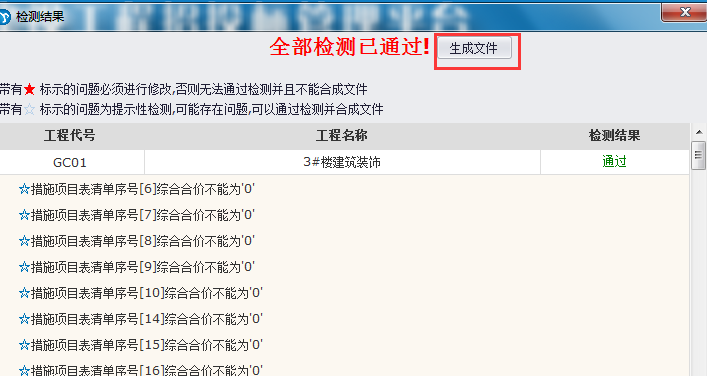 检测结果
工程招投标管理平台
全部检测已通过! 生成文件
带有★ 标示的问题必须进行修改,否则无法通过检测并且不能合成文件
带有☆ 标示的问题为提示性检测,可能存在问题,可以通过检测并合成文件
工程代号 工程名称 检测结果
GC01 3#楼建筑装饰 通过
☆措施项目表清单序号[6]综合合价不能为'0'
☆措施项目表清单序号[7]综合合价不能为'0'
☆措施项目表清单序号[8]综合合价不能为'0'
☆措施项目表清单序号[9]综合合价不能为'0'
☆措施项目表清单序号[10]综合合价不能为'0'
☆措施项目表清单序号[14]综合合价不能为'0'
☆措施项目表清单序号[15]综合合价不能为'0'
☆措施项目表清单序号[16]综合合价不能为'0'